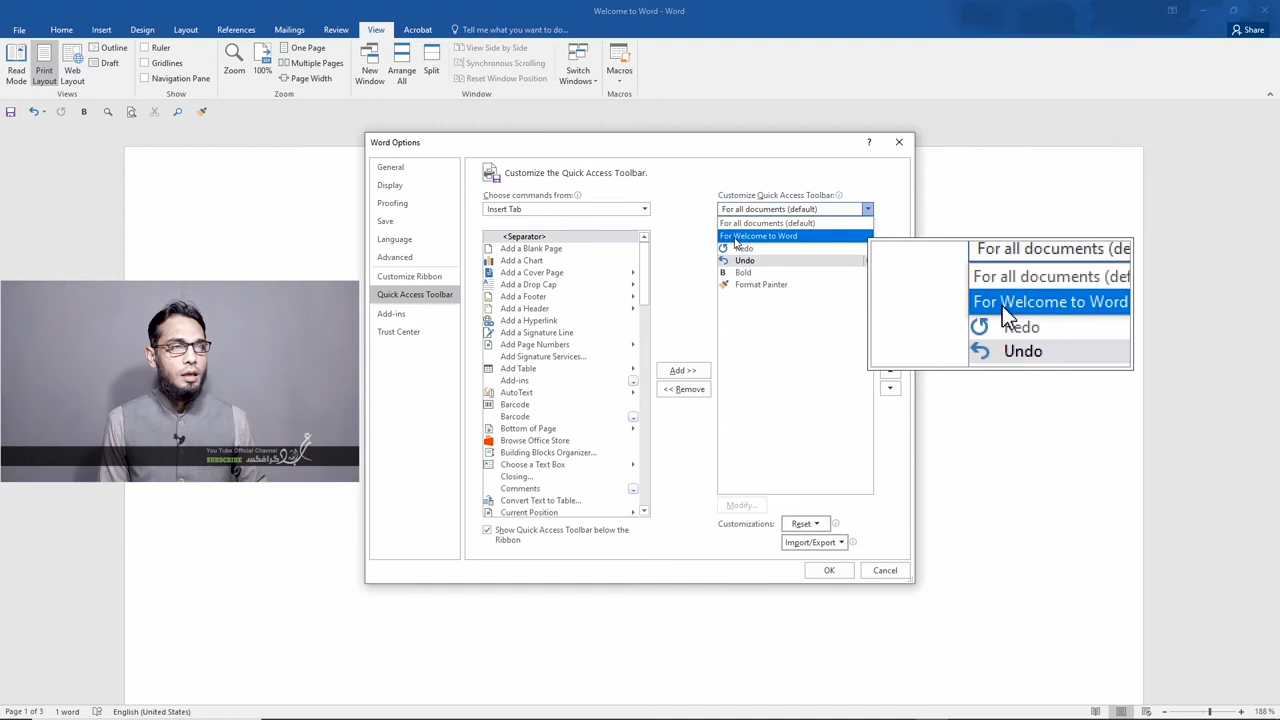 Welcome to Word - Word
File Home Insert Design Layout References Mailings Review View Acrobat Tell me what you want to do... Share
Read Mode
Print Layout
Web Layout
Outline
Draft
Views
Ruler
Gridlines
Navigation Pane
Show
Zoom
100%
One Page
Multiple Pages
Page Width
Zoom
New Window
Arrange All
Split
View Side by Side
Synchronous Scrolling
Reset Window Position
Window
Switch Windows
Macros
Macros
B
Word Options
?
General
Display
Proofing
Save
Language
Advanced
Customize Ribbon
Quick Access Toolbar
Add-ins
Trust Center
Customize the Quick Access Toolbar.
Choose commands from:
Insert Tab
<Separator>
Add a Blank Page
Add a Chart
Add a Cover Page
Add a Drop Cap
Add a Footer
Add a Header
Add a Hyperlink
Add a Signature Line
Add Page Numbers
Add Signature Services...
Add Table
Add-ins
AutoText
Barcode
Barcode
Bottom of Page
Browse Office Store
Building Blocks Organizer...
Choose a Text Box
Closing...
Comments
Convert Text to Table...
Current Position
Show Quick Access Toolbar below the
Ribbon
Add >>
<< Remove
Customize Quick Access Toolbar:
For all documents (default)
For all documents (default)
For Welcome to Word
Redo
Undo
B Bold
Format Painter
Modify...
Customizations: Reset
Import/Export
OK Cancel
For all documents (de
For all documents (def
For Welcome to Word
Redo
Undo
You Tube Official Channel
SUBSCRIBE
گرافکس
Page 1 of 3 1 word English (United States) 188 %